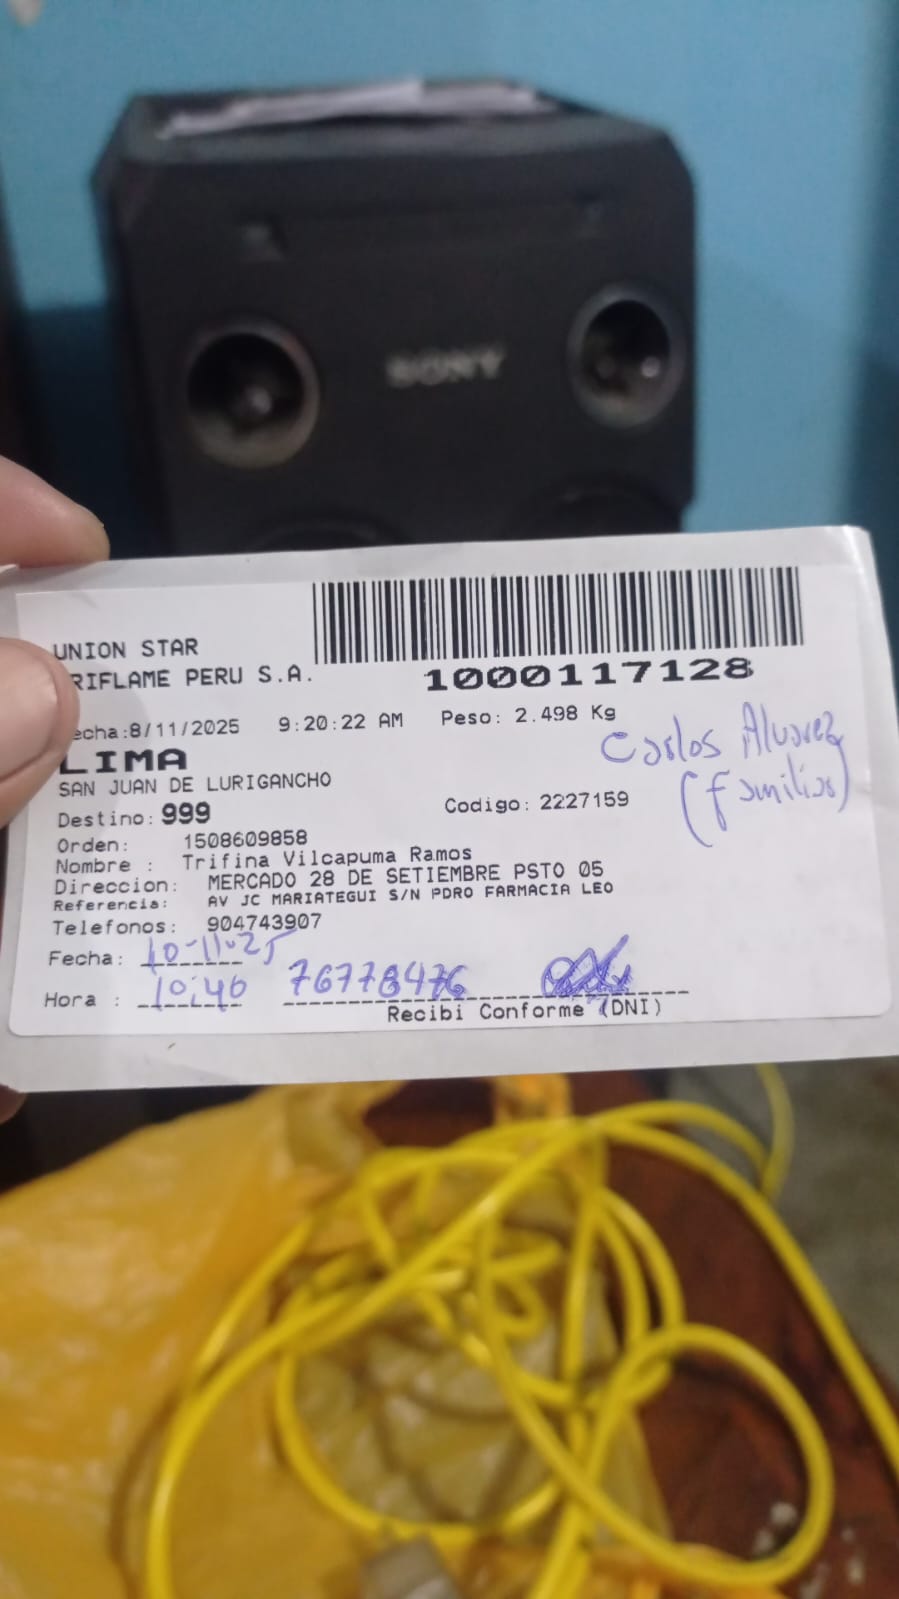 SONY
UNION STAR
RIFLAME PERU S.A.
1000117128
echa:8/11/2025 9:20:22 AM Peso: 2.498 Kg
LIMA
Carlos Alvarez
(familiar)
SAN JUAN DE LURIGANCHO
Destino: 999 Codigo: 2227159
Orden: 1508609858
Nombre : Trifina Vilcapuma Ramos
Direccion: MERCADO 28 DE SETIEMBRE PSTO 05
Referencia: AV JC MARIATEGUI S/N PDRO FARMACIA LEO
Telefonos: 904743907
Fecha: 10-11-25
Hora : 10:46 76778476
Recibi Conforme (DNI)